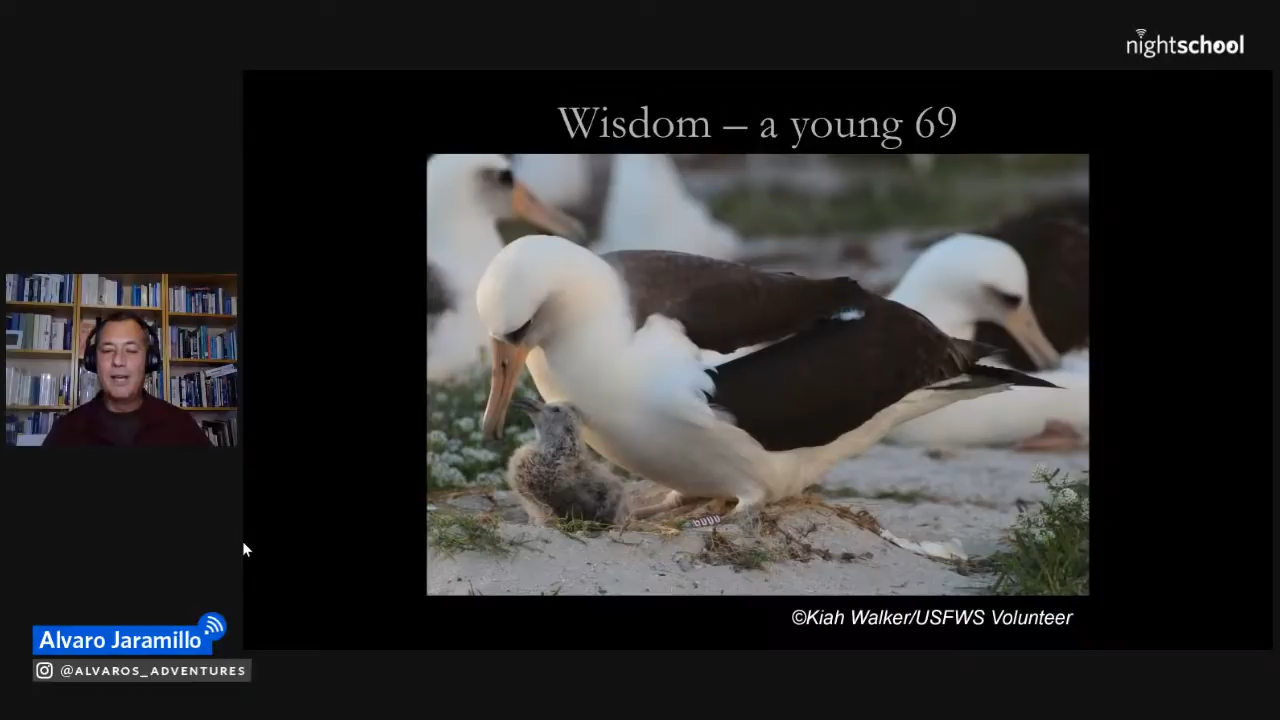 nightschool
Wisdom – a young 69
©Kiah Walker/USFWS Volunteer
Alvaro Jaramillo
@ALVAROS_ADVENTURES